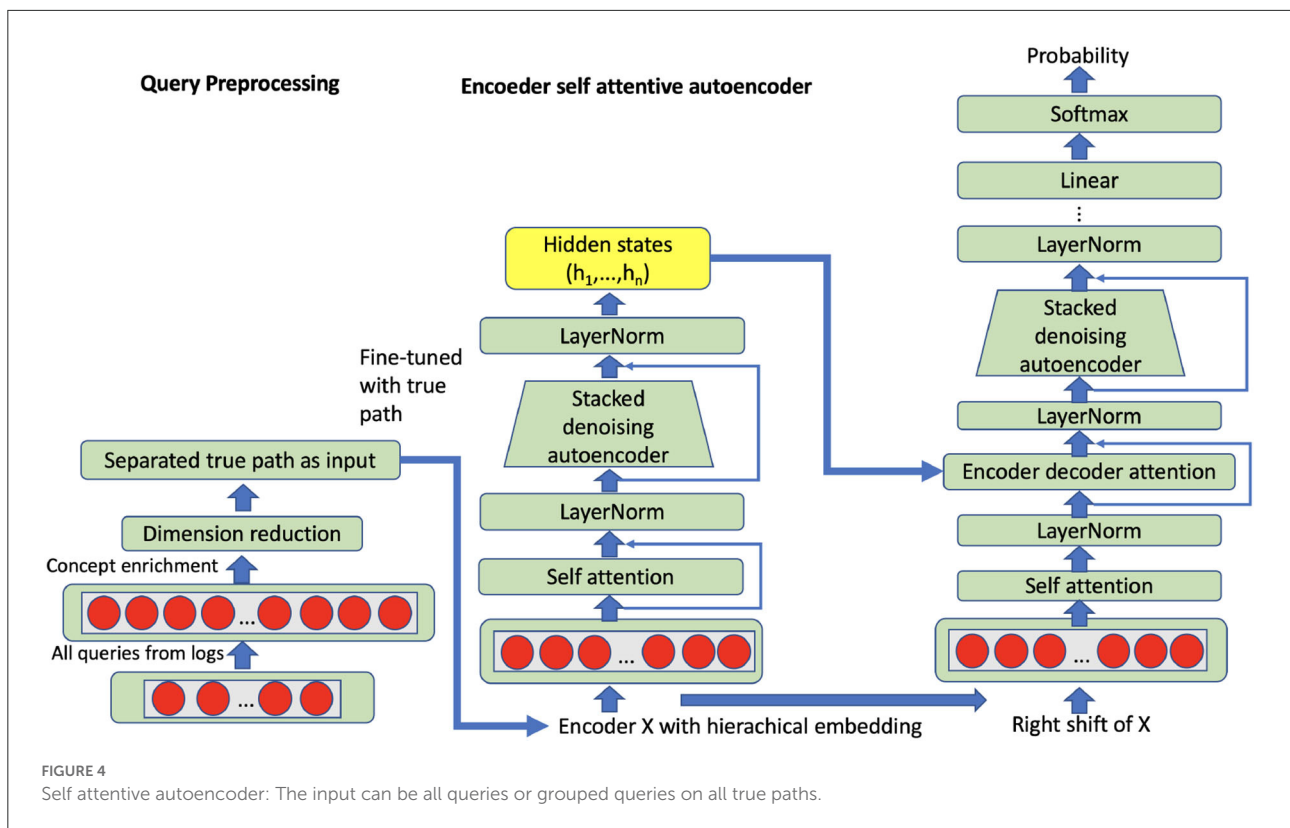 Query Preprocessing
Separated true path as input
Dimension reduction
Concept enrichment
...
All queries from logs
...
Encoeder self attentive autoencoder
Hidden states
(h1,...,hn)
LayerNorm
Fine-tuned
with true
path
Stacked
denoising
autoencoder
LayerNorm
Self attention
...
Encoder X with hierachical embedding
Probability
Softmax
Linear
...
LayerNorm
Stacked
denoising
autoencoder
LayerNorm
Encoder decoder attention
LayerNorm
Self attention
...
Right shift of X
FIGURE 4
Self attentive autoencoder: The input can be all queries or grouped queries on all true paths.